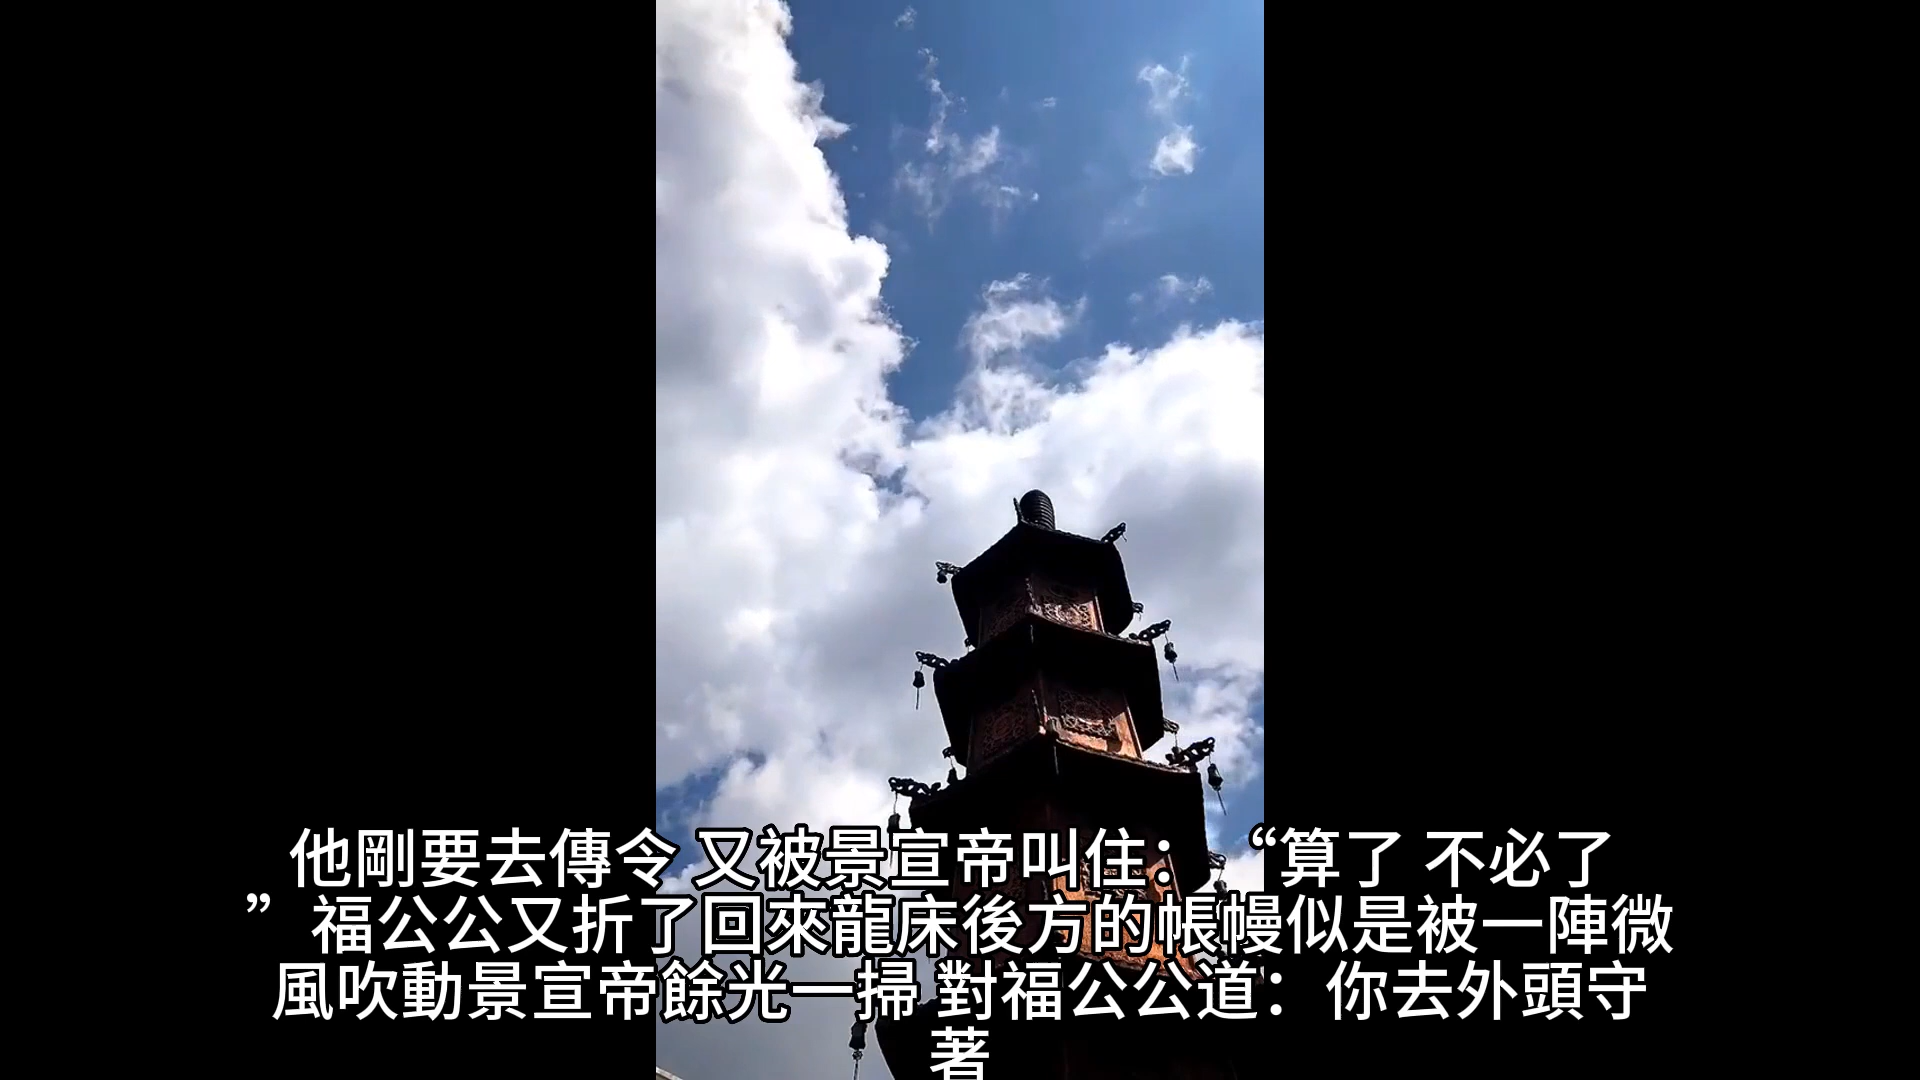 他剛要去傳令 又被景宣帝叫住：“算了 不必了
”福公公又折了回來龍床後方的帳幔似是被一陣微
風吹動景宣帝餘光一掃 對福公公道：你去外頭守
著